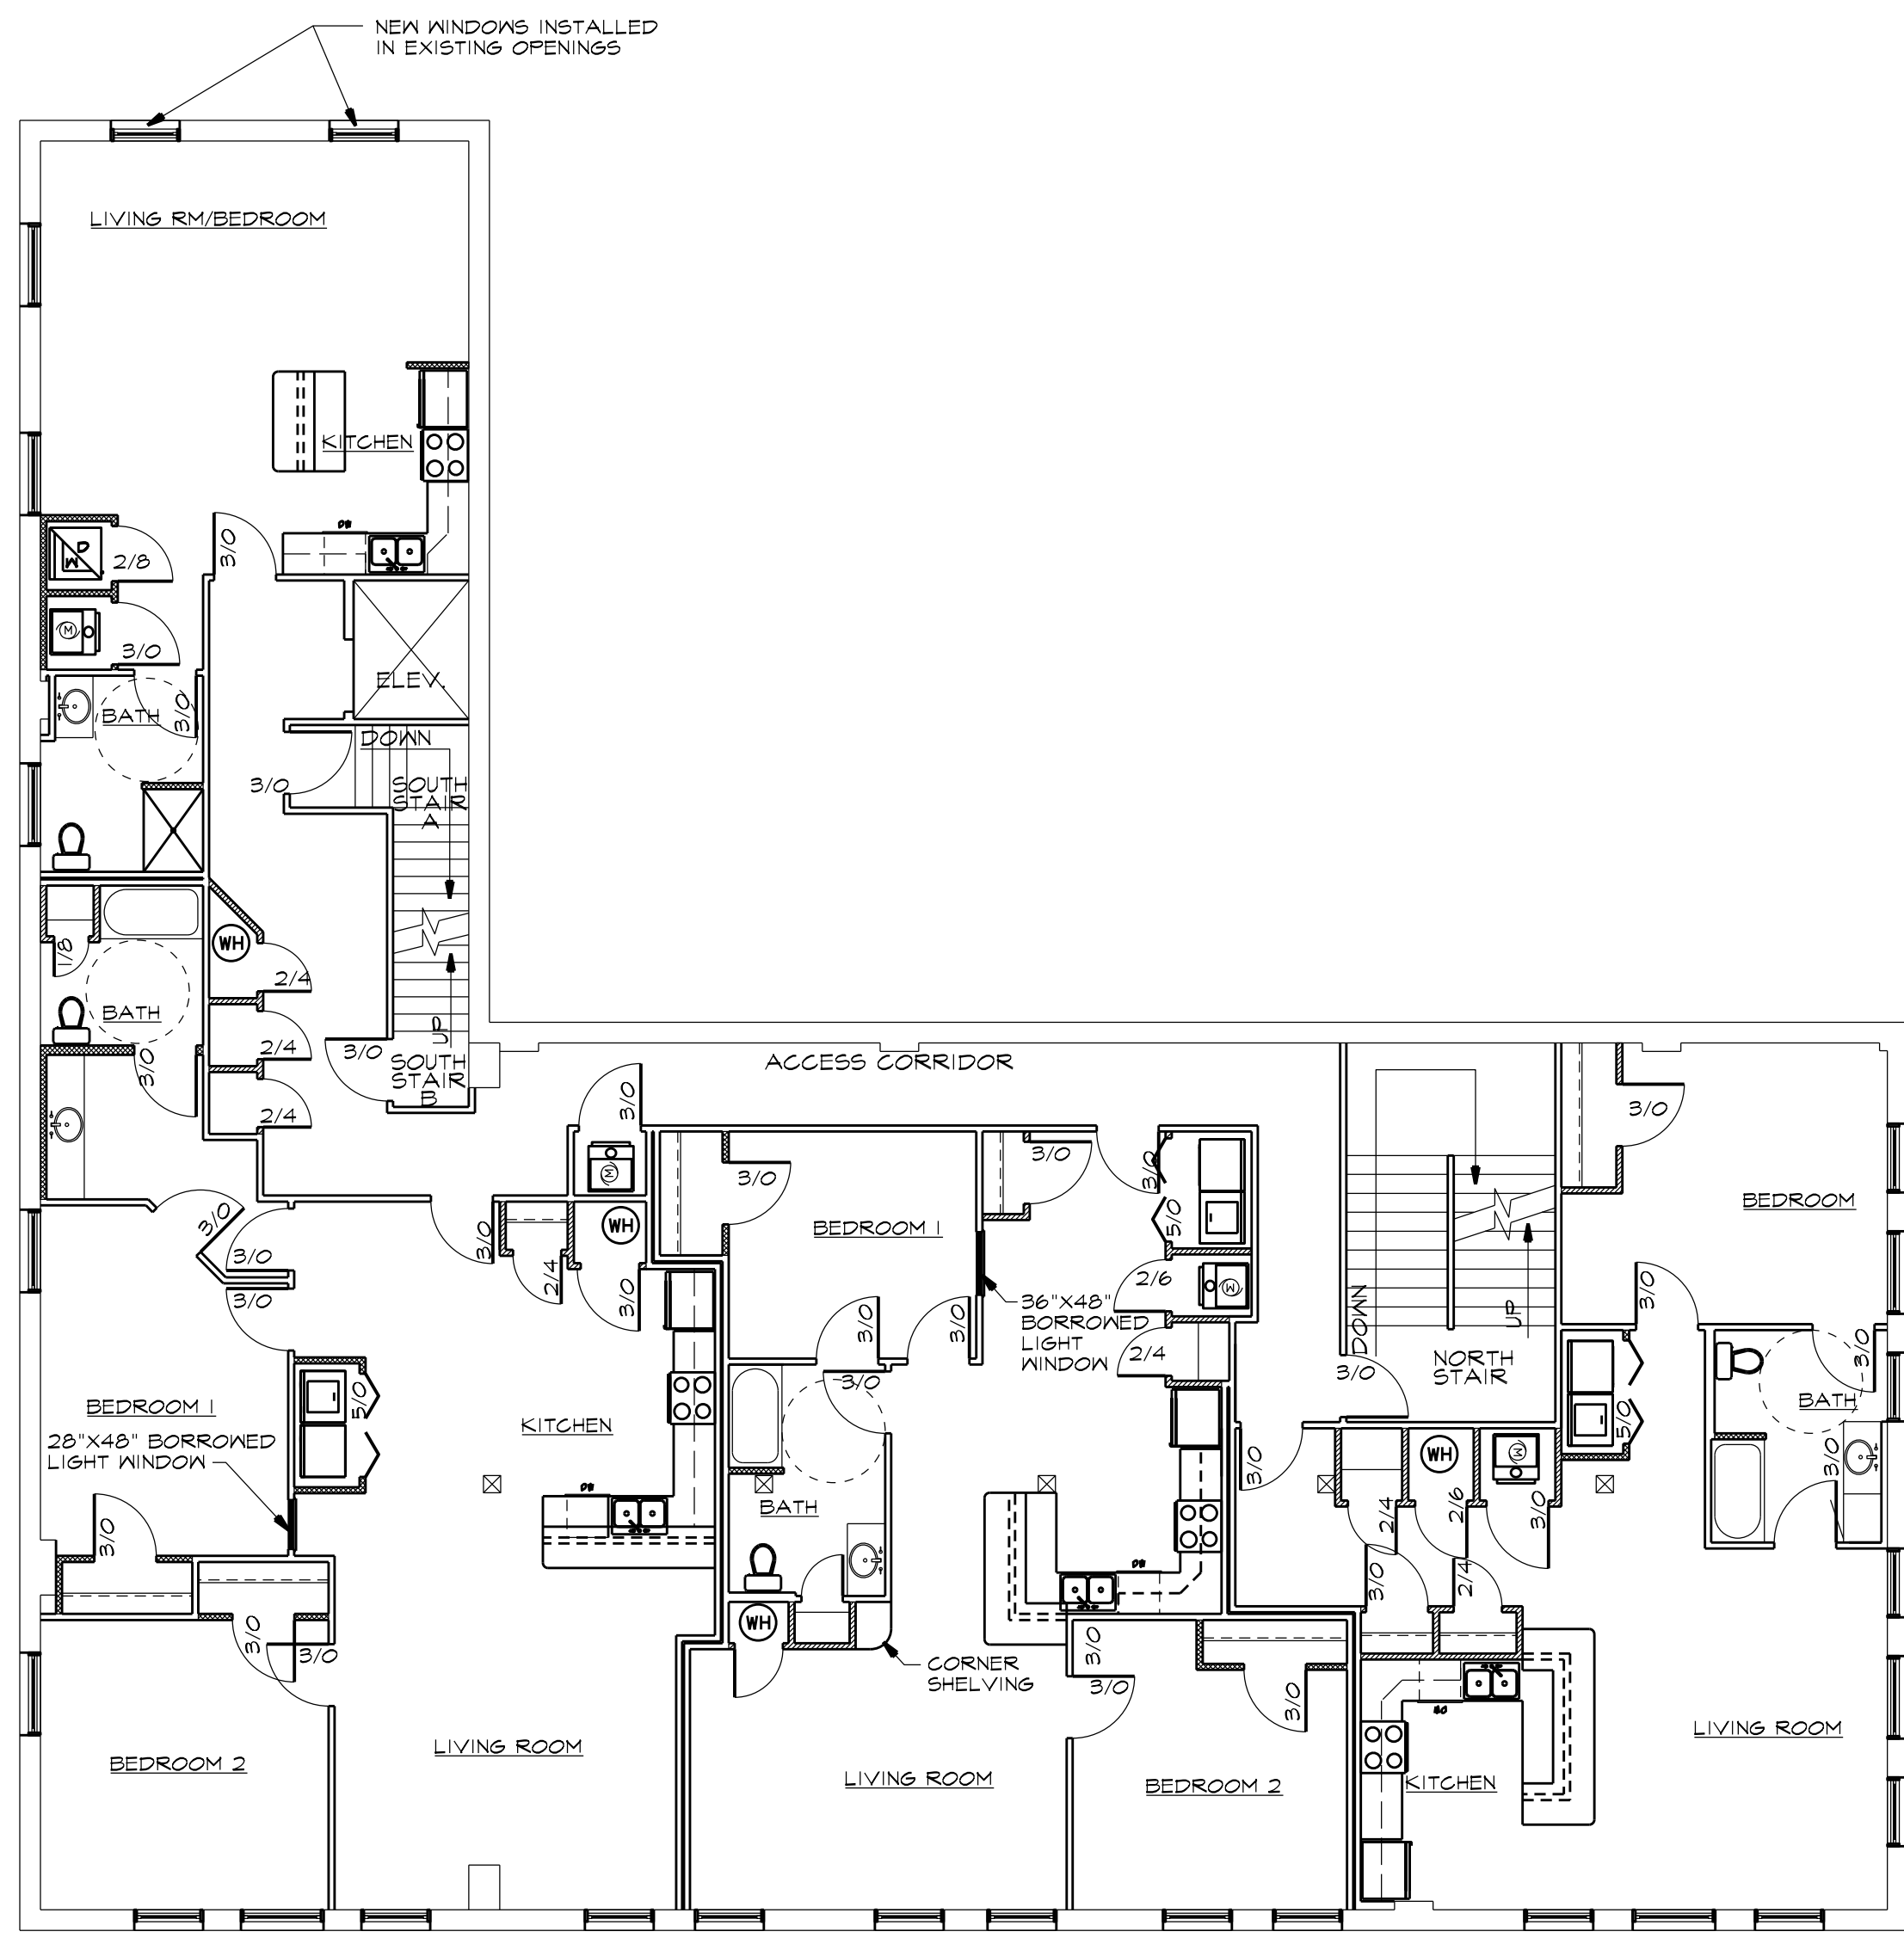 NEW WINDOWS INSTALLED
IN EXISTING OPENINGS
LIVING RM/BEDROOM
KITCHEN
DW
3/0
D
W
2/8
M
3/0
ELEV.
BATH
3/0
DOWN
3/0
SOUTH
STAIR
A
WH
1/8
2/4
BATH
UP
2/4
3/0
SOUTH
STAIR
B
3/0
2/4
ACCESS CORRIDOR
3/0
M
3/0
3/0
3/0
5/0
3/0
BEDROOM
3/0
3/0
3/0
3/0
2/4
WH
3/0
BEDROOM 1
2/6
M
36"X48"
BORROWED
LIGHT
WINDOW
2/4
3/0
3/0
DOWN
UP
3/0
NORTH
STAIR
3/0
3/0
BATH
5/0
3/0
BEDROOM 1
5/0
KITCHEN
3/0
28"X48" BORROWED
LIGHT WINDOW
3/0
DW
BATH
3/0
WH
M
2/4
2/6
3/0
DW
3/0
2/4
WH
3/0
3/0
3/0
3/0
3/0
CORNER
SHELVING
DW
BEDROOM 2
LIVING ROOM
LIVING ROOM
BEDROOM 2
KITCHEN
LIVING ROOM